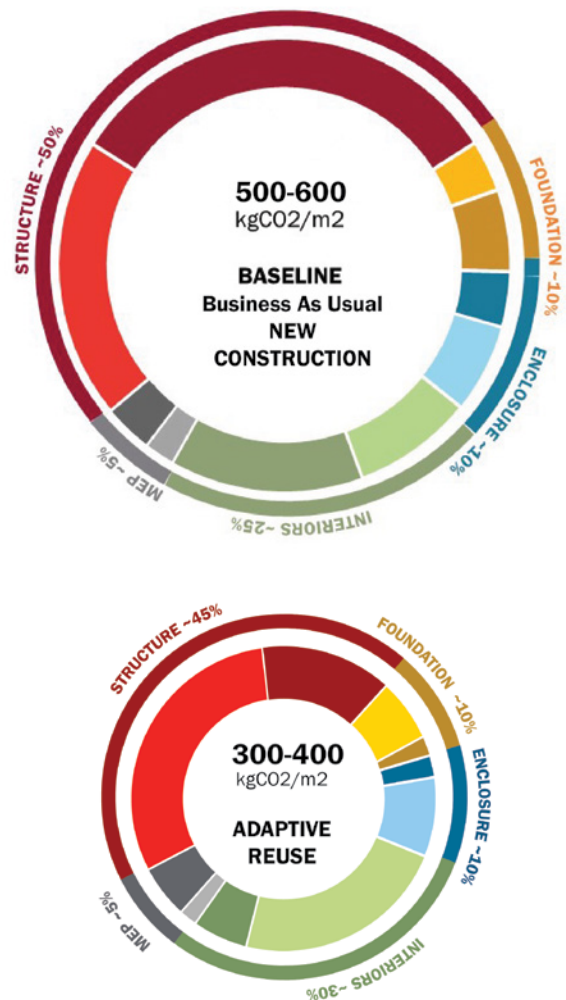 STRUCTURE ~50%
500-600
kgCO2/m2
BASELINE
Business As Usual
NEW
CONSTRUCTION
FOUNDATION ~10%
ENCLOSURE ~10%
MEP ~5%
INTERIORS ~25%
STRUCTURE ~45%
FOUNDATION ~10%
300-400
kgCO2/m2
ADAPTIVE
REUSE
ENCLOSURE ~10%
MEP ~5%
INTERIORS ~30%